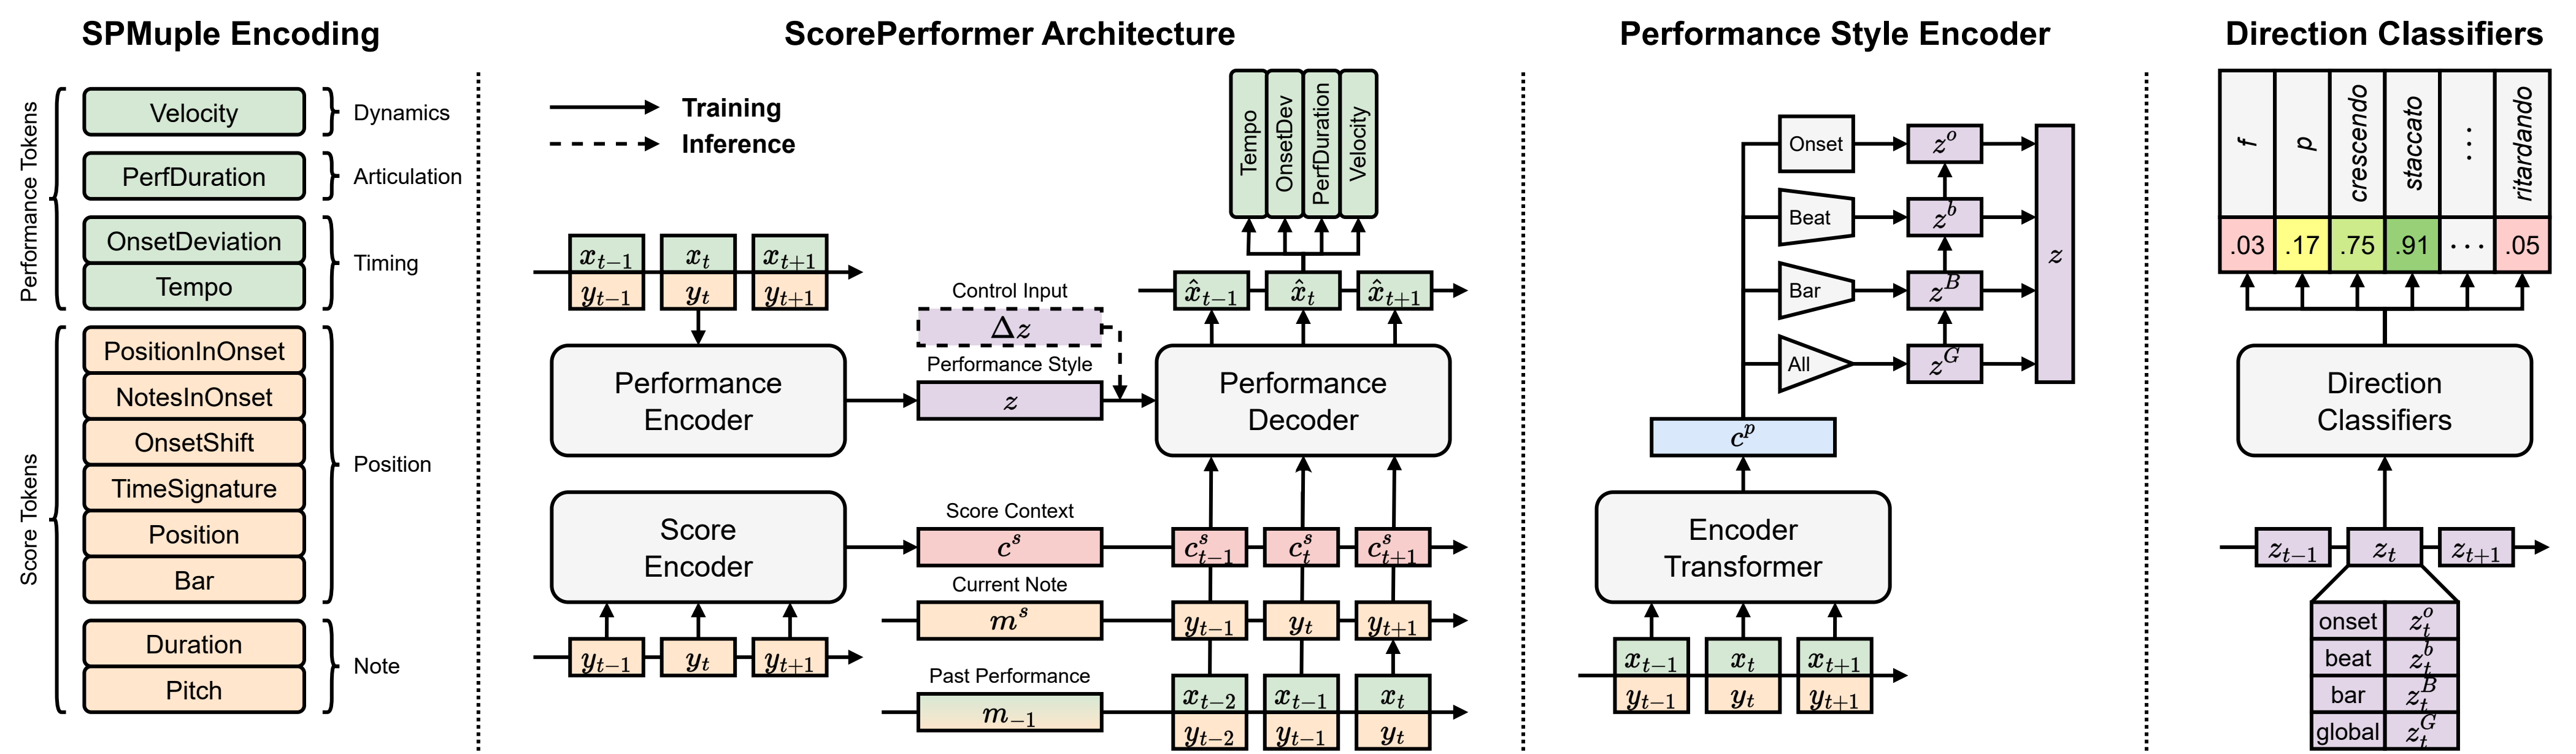 SPMuple Encoding
Performance Tokens
Velocity
Dynamics
PerfDuration
Articulation
OnsetDeviation
Tempo
Timing
Score Tokens
PositionInOnset
NotesInOnset
OnsetShift
TimeSignature
Position
Bar
Position
Duration
Pitch
Note
ScorePerformer Architecture
Training
Inference
Tempo
OnsetDev
PerfDuration
Velocity
x_{t−1} x_t x_{t+1}
y_{t−1} y_t y_{t+1}
x̂_{t−1} x̂_t x̂_{t+1}
Control Input
Δz
Performance Style
z
Performance
Encoder
Performance
Decoder
Score
Encoder
Score Context
c^s c^s_{t−1} c^s_t c^s_{t+1}
Current Note
m^s y_{t−1} y_t y_{t+1}
y_{t−1} y_t y_{t+1}
Past Performance
m_{−1}
x_{t−2} x_{t−1} x_t
y_{t−2} y_{t−1} y_t
Performance Style Encoder
Onset z^o
Beat z^b
Bar z^B
All z^G
z
c^p
Encoder
Transformer
x_{t−1} x_t x_{t+1}
y_{t−1} y_t y_{t+1}
Direction Classifiers
f p crescendo staccato ... ritardando
.03 .17 .75 .91 ... .05
Direction
Classifiers
z_{t−1} z_t z_{t+1}
onset z^o_t
beat z^b_t
bar z^B_t
global z^G_t